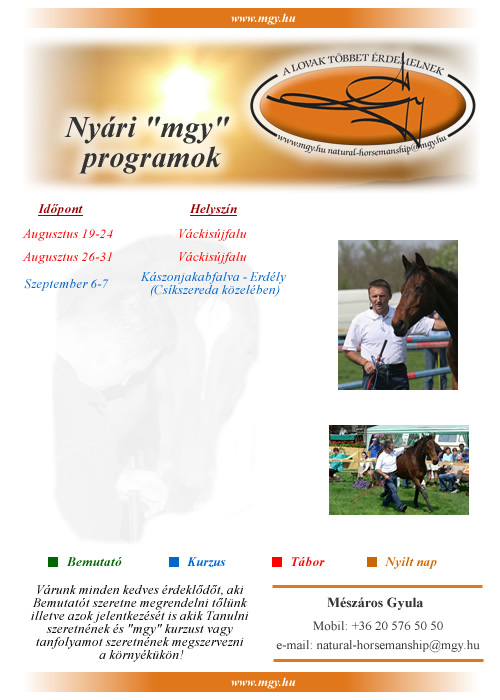 www.mgy.hu
A LOVAK TÖBBET ÉRDEMELNEK
www.mgy.hu natural-horsemanship@mgy.hu
Nyári "mgy"
programok
Időpont Helyszín
Augusztus 19-24 Váckisújfalu
Augusztus 26-31 Váckisújfalu
Szeptember 6-7 Kászonjakabfalva - Erdély
(Csíkszereda közelében)
Bemutató Kurzus Tábor Nyílt nap
Várunk minden kedves érdeklődőt, aki
Bemutatót szeretne megrendelni tőlünk
illetve azok jelentkezését is akik Tanulni
szeretnének és "mgy" kurzust vagy
tanfolyamot szeretnének megszervezni
a környékükön!
Mészáros Gyula
Mobil: +36 20 576 50 50
e-mail: natural-horsemanship@mgy.hu
www.mgy.hu